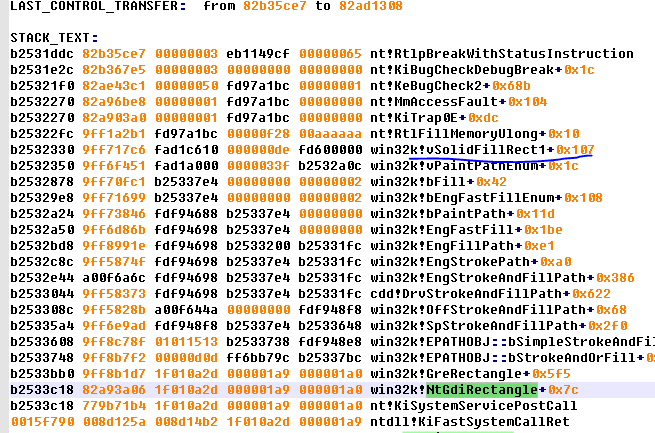 LAST_CONTROL_TRANSFER: from 82b35ce7 to 82ad1308
STACK_TEXT:
b2531ddc 82b35ce7 00000003 eb1149cf 00000065 nt!RtlpBreakWithStatusInstruction
b2531e2c 82b367e5 00000003 00000000 00000000 nt!KiBugCheckDebugBreak+0x1c
b25321f0 82ae43c1 00000050 fd97a1bc 00000001 nt!KeBugCheck2+0x68b
b2532270 82a96be8 00000001 fd97a1bc 00000000 nt!MmAccessFault+0x104
b2532270 82a903a0 00000001 fd97a1bc 00000000 nt!KiTrap0E+0xdc
b25322fc 9ff1a2b1 fd97a1bc 00000f28 00aaaaaa nt!RtlFillMemoryUlong+0x10
b2532330 9ff717c6 fad1c610 000000de fd600000 win32k!vSolidFillRect1+0x107
b2532350 9ff6f451 fad1a000 0000033f b2532a0c win32k!vPaintPathEnum+0x1c
b2532878 9ff70fc1 b25337e4 00000000 00000002 win32k!bFill+0x42
b25329e8 9ff71699 b25337e4 00000000 00000002 win32k!bEngFastFillEnum+0x108
b2532a24 9ff73846 fdf94688 b25337e4 00000000 win32k!bPaintPath+0x11d
b2532a50 9ff6d86b fdf94698 b25337e4 00000000 win32k!EngFastFill+0x1be
b2532bd8 9ff8991e fdf94698 b2533200 b25331fc win32k!EngFillPath+0xe1
b2532c8c 9ff5874f fdf94698 b25337e4 b25331fc win32k!EngStrokePath+0xa0
b2532e44 a00f6a6c fdf94698 b25337e4 b25331fc win32k!EngStrokeAndFillPath+0x386
b2533044 9ff58373 fdf94698 b25337e4 b25331fc cdd!DrvStrokeAndFillPath+0x622
b253308c 9ff5828b a00f644a 00000000 fdf948f8 win32k!OffStrokeAndFillPath+0x68
b25335a4 9ff6e9ad fdf948f8 b25337e4 b2533648 win32k!SpStrokeAndFillPath+0x2f0
b2533608 9ff8c78f 01011513 b2533738 fdf948e8 win32k!EPATHOBJ::bSimpleStrokeAndFi
b2533748 9ff8b7f2 00000d0d ff6bb79c b25337bc win32k!EPATHOBJ::bStrokeAndOrFill+0
b2533bb0 9ff8b1d7 1f010a2d 000001a9 000001a0 win32k!GreRectangle+0x5f5
b2533c18 82a93a06 1f010a2d 000001a9 000001a0 win32k!NtGdiRectangle+0x7c
b2533c18 779b71b4 1f010a2d 000001a9 000001a0 nt!KiSystemServicePostCall
0015f790 008d125a 008d14b2 1f010a2d 000001a9 ntdll!KiFastSystemCallRet